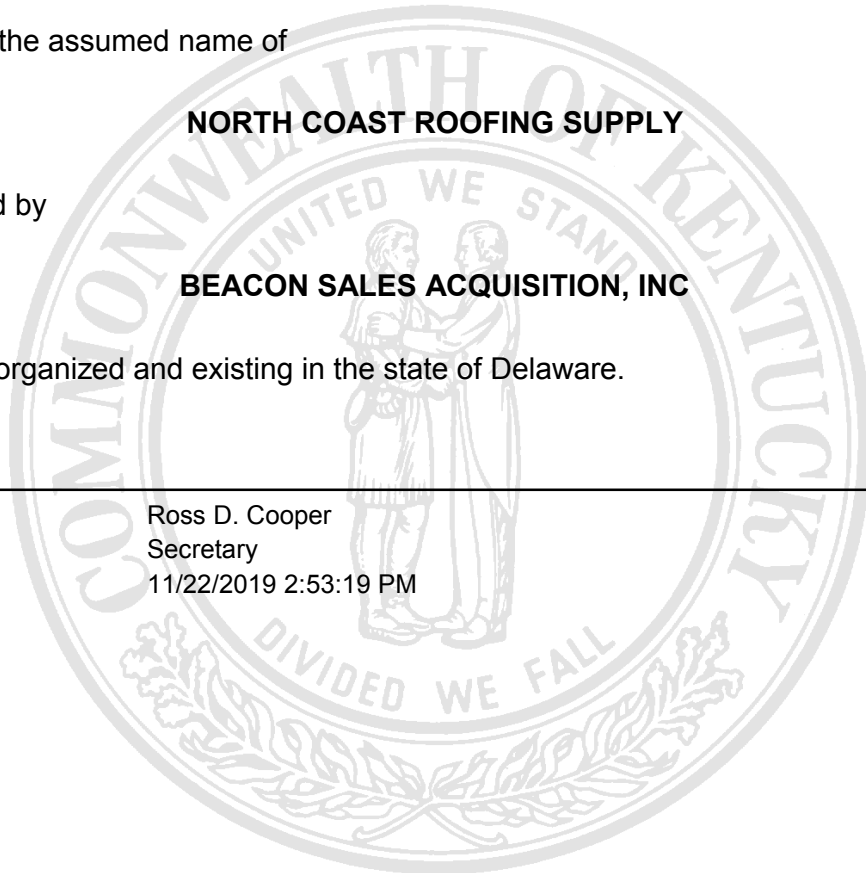 the assumed name of
NORTH COAST ROOFING SUPPLY
d by
BEACON SALES ACQUISITION, INC
organized and existing in the state of Delaware.
Ross D. Cooper
Secretary
11/22/2019 2:53:19 PM
COMMONWEALTH OF KENTUCKY
UNITED WE STAND
DIVIDED WE FALL